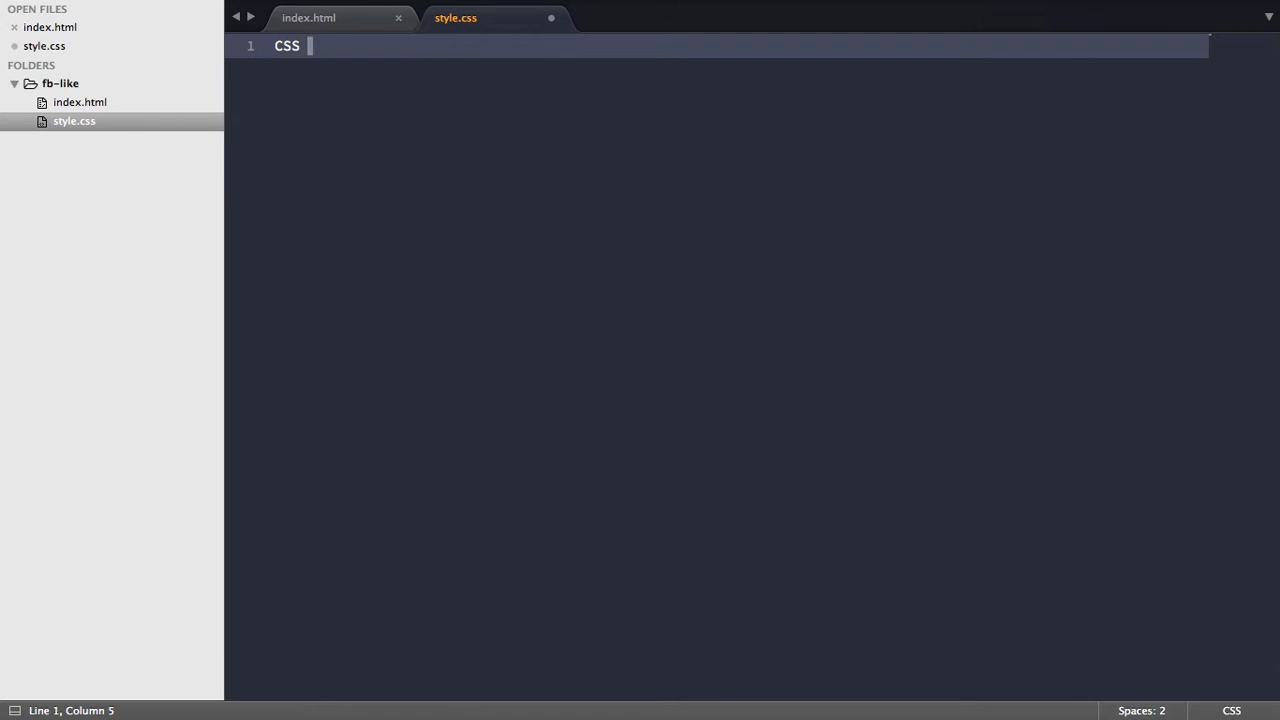 OPEN FILES
index.html
style.css
FOLDERS
fb-like
index.html
style.css
index.html
style.css
1
CSS
Line 1, Column 5
Spaces: 2
CSS